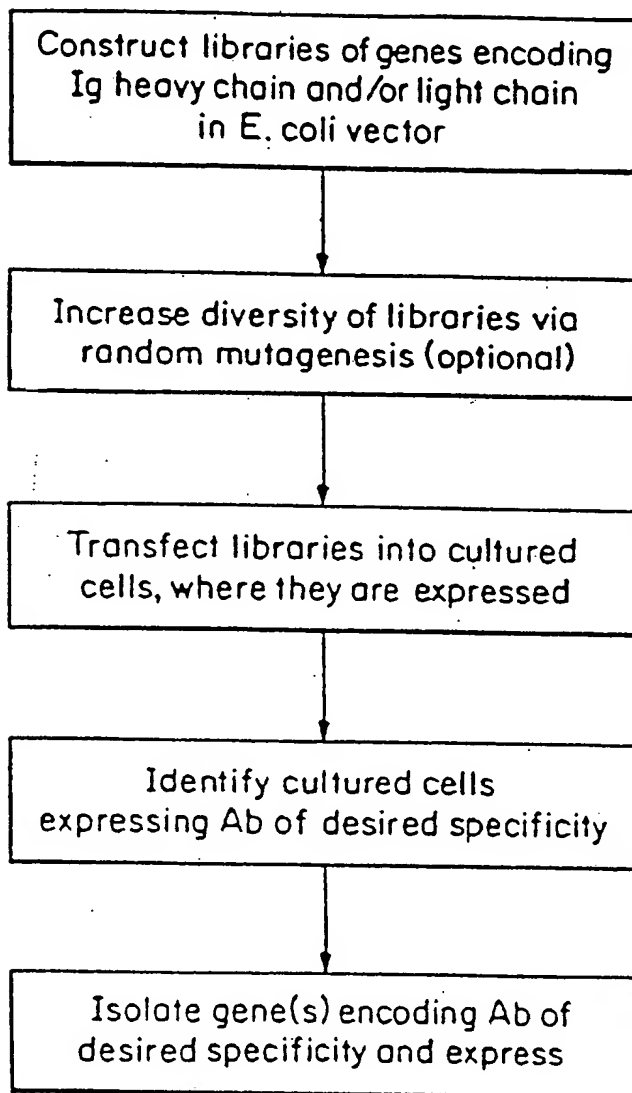 Construct libraries of genes encoding
Ig heavy chain and/or light chain
in E. coli vector
Increase diversity of libraries via
random mutagenesis (optional)
Transfect libraries into cultured
cells, where they are expressed
Identify cultured cells
expressing Ab of desired specificity
Isolate gene(s) encoding Ab of
desired specificity and express